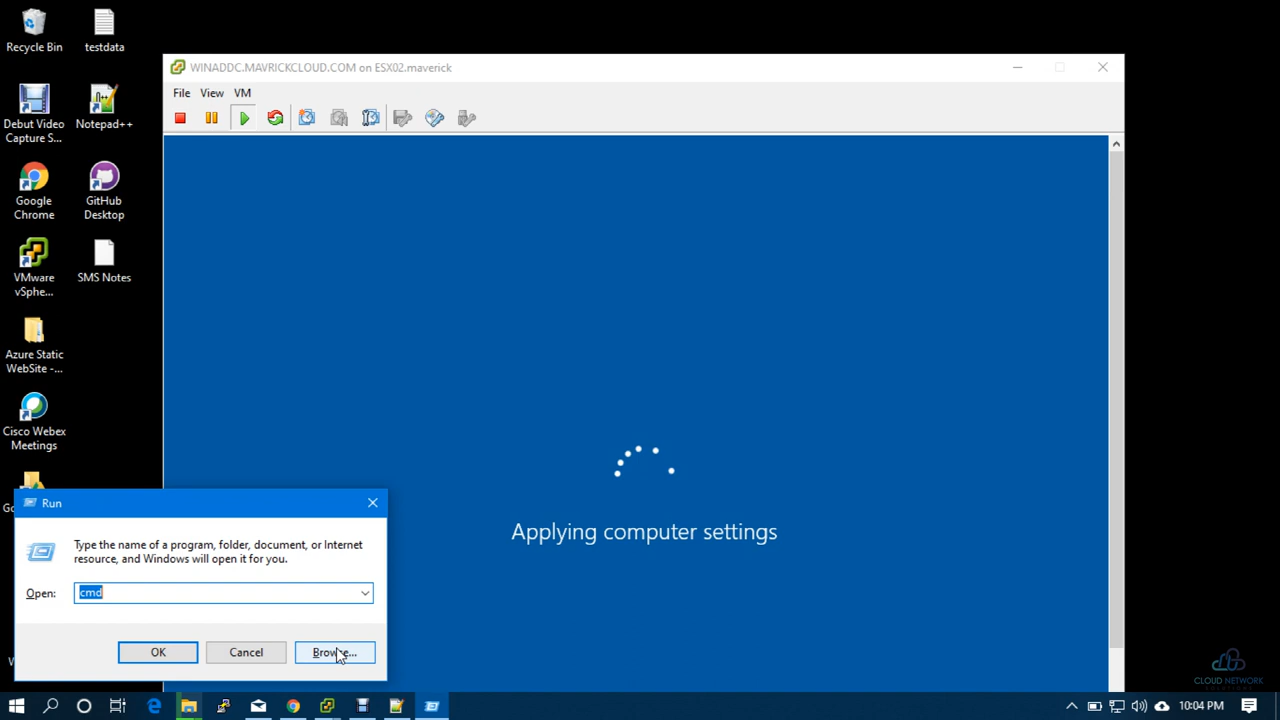 Recycle Bin
testdata
Debut Video
Capture S...
Notepad++
Google
Chrome
GitHub
Desktop
VMware
vSphe...
SMS Notes
Azure Static
WebSite -...
Cisco Webex
Meetings
WINADDC.MAVRICKCLOUD.COM on ESX02.maverick
File View VM
Applying computer settings
Run
Type the name of a program, folder, document, or Internet
resource, and Windows will open it for you.
Open: cmd
OK Cancel Browse...
CLOUD NETWORK
SOLUTIONS
10:04 PM